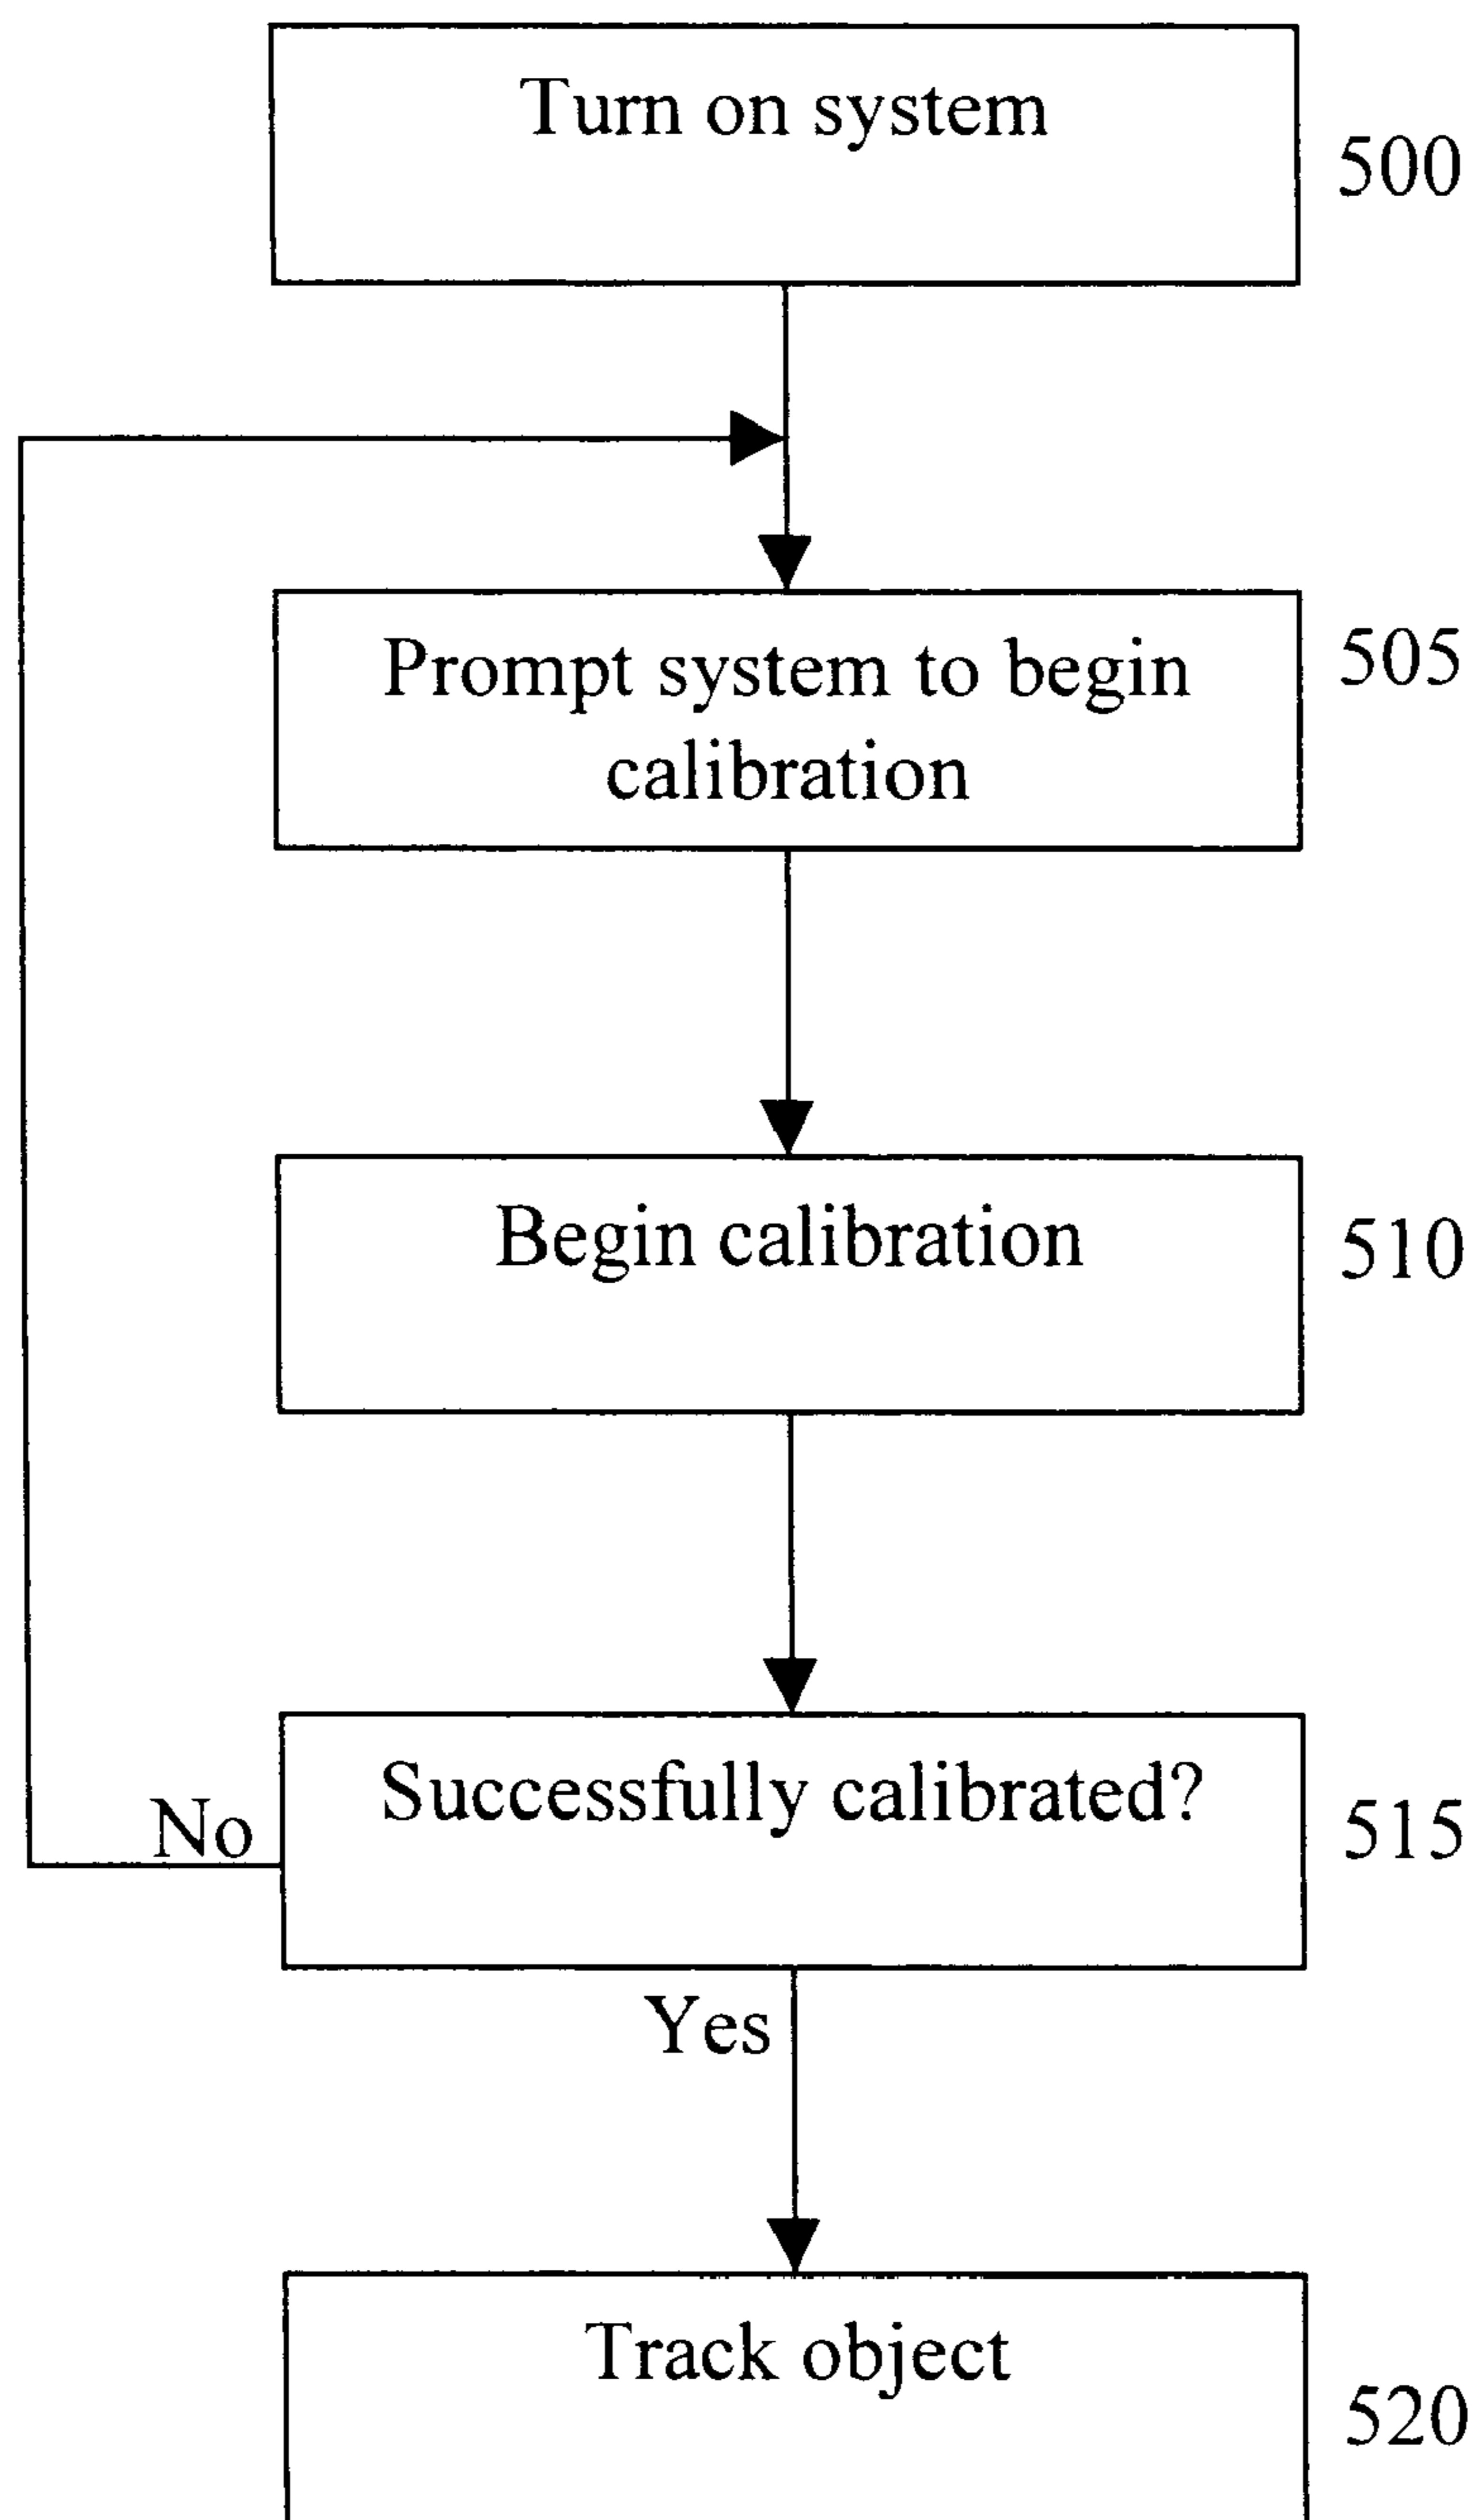 Turn on system
500
Prompt system to begin
calibration
505
Begin calibration
510
Successfully calibrated?
515
No
Yes
Track object
520